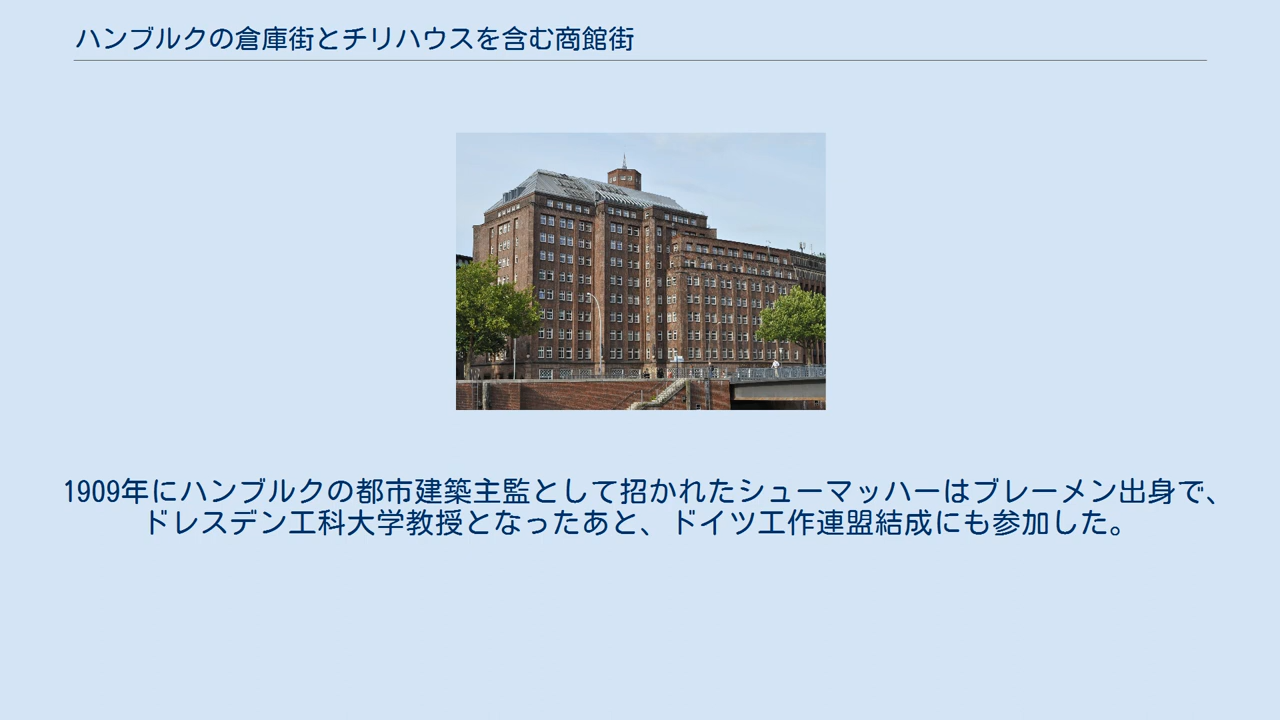 ハンブルクの倉庫街とチリハウスを含む商館街
1909年にハンブルクの都市建築主監として招かれたシューマッハーはブレーメン出身で、
ドレスデン工科大学教授となったあと、ドイツ工作連盟結成にも参加した。